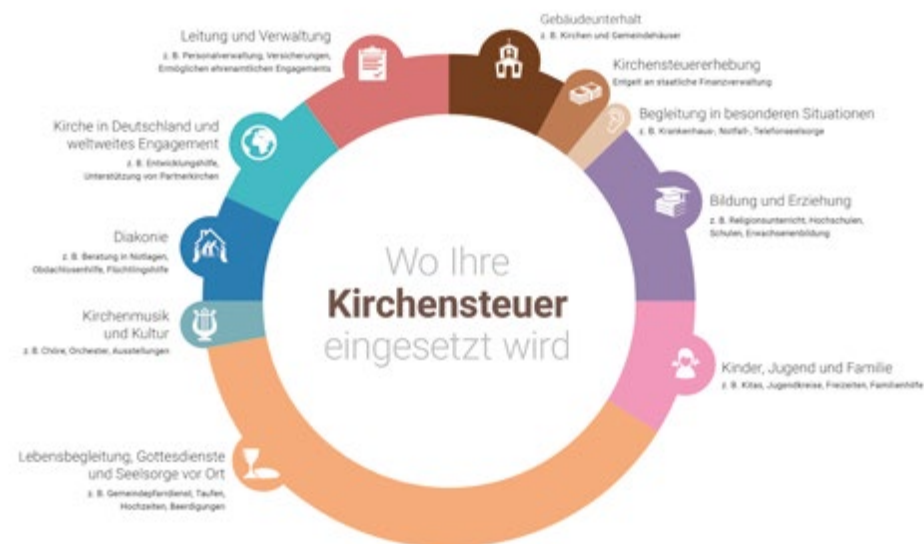 Wo Ihre
Kirchensteuer
eingesetzt wird
Gebäudeunterhalt
z. B. Kirchen und Gemeindehäuser
Kirchensteuererhebung
Entgelt an staatliche Finanzverwaltung
Begleitung in besonderen Situationen
z. B. Krankenhaus-, Notfall-, Telefonseelsorge
Bildung und Erziehung
z. B. Religionsunterricht, Hochschulen,
Schulen, Erwachsenenbildung
Kinder, Jugend und Familie
z. B. Kitas, Jugendkreise, Freizeiten, Familienhilfe
Lebensbegleitung, Gottesdienste
und Seelsorge vor Ort
z. B. Gemeindepfarrdienst, Taufen,
Hochzeiten, Beerdigungen
Kirchenmusik
und Kultur
z. B. Chöre, Orchester, Ausstellungen
Diakonie
z. B. Beratung in Notlagen,
Obdachlosenhilfe, Flüchtlingshilfe
Kirche in Deutschland und
weltweites Engagement
z. B. Entwicklungshilfe,
Unterstützung von Partnerkirchen
Leitung und Verwaltung
z. B. Personalverwaltung, Versicherungen,
Ermöglichen ehrenamtlichen Engagements